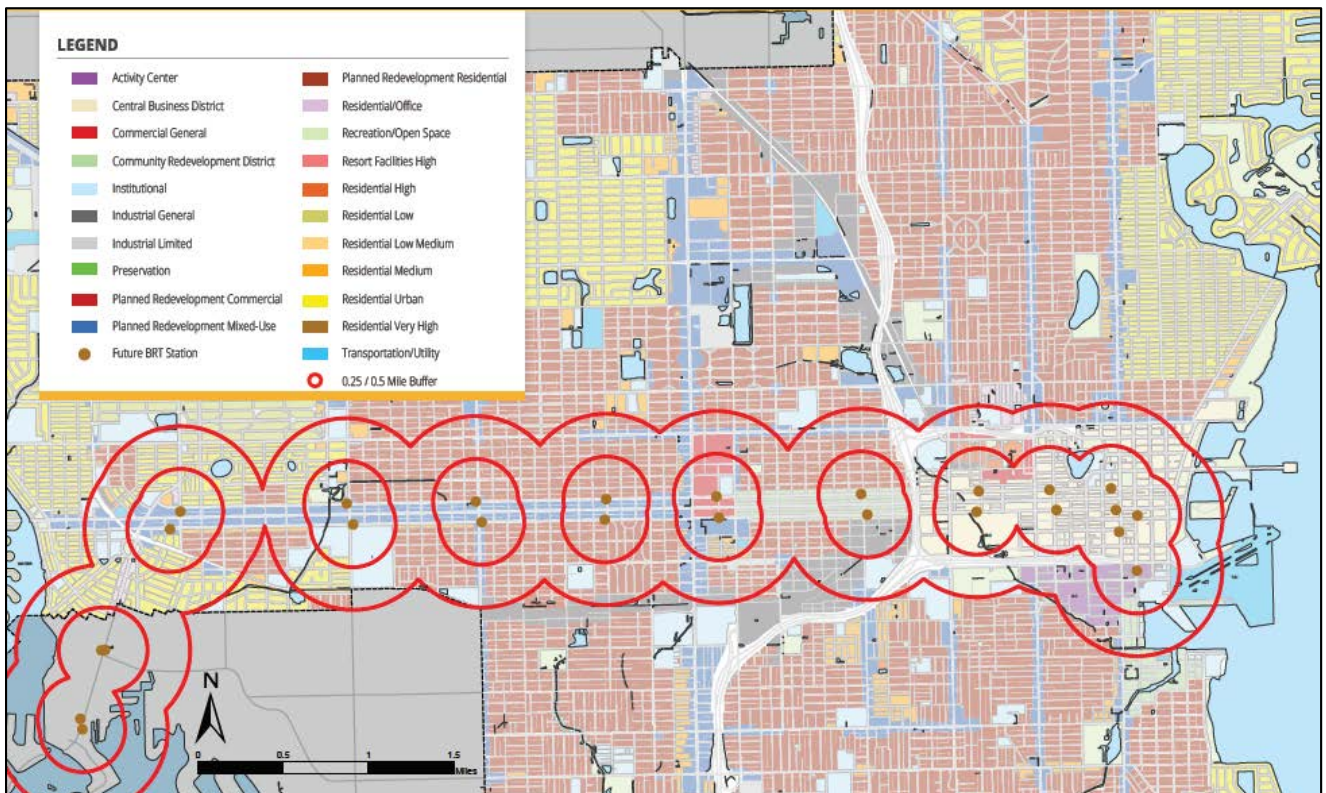 LEGEND
Activity Center
Central Business District
Commercial General
Community Redevelopment District
Institutional
Industrial General
Industrial Limited
Preservation
Planned Redevelopment Commercial
Planned Redevelopment Mixed-Use
Future BRT Station
Planned Redevelopment Residential
Residential/Office
Recreation/Open Space
Resort Facilities High
Residential High
Residential Low
Residential Low Medium
Residential Medium
Residential Urban
Residential Very High
Transportation/Utility
0.25 / 0.5 Mile Buffer
N
0 0.5 1 1.5
Miles